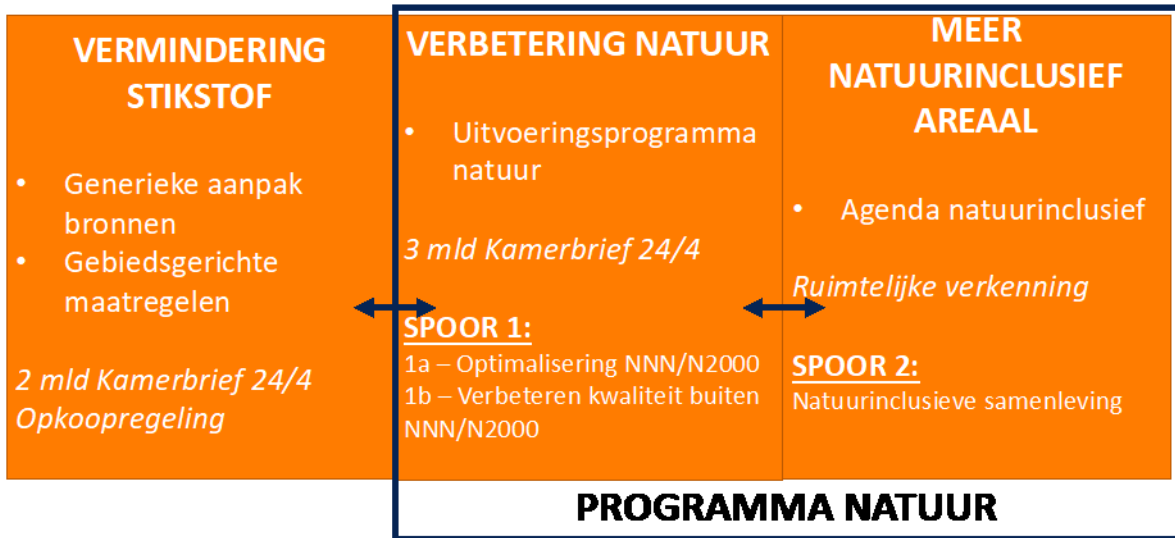 VERMINDERING
STIKSTOF
• Generieke aanpak
bronnen
• Gebiedsgerichte
maatregelen
2 mld Kamerbrief 24/4
Opkoopregeling
VERBETERING NATUUR
• Uitvoeringsprogramma
natuur
3 mld Kamerbrief 24/4
SPOOR 1:
1a – Optimalisering NNN/N2000
1b – Verbeteren kwaliteit buiten
NNN/N2000
MEER
NATUURINCLUSIEF
AREAAL
• Agenda natuurinclusief
Ruimtelijke verkenning
SPOOR 2:
Natuurinclusieve samenleving
PROGRAMMA NATUUR